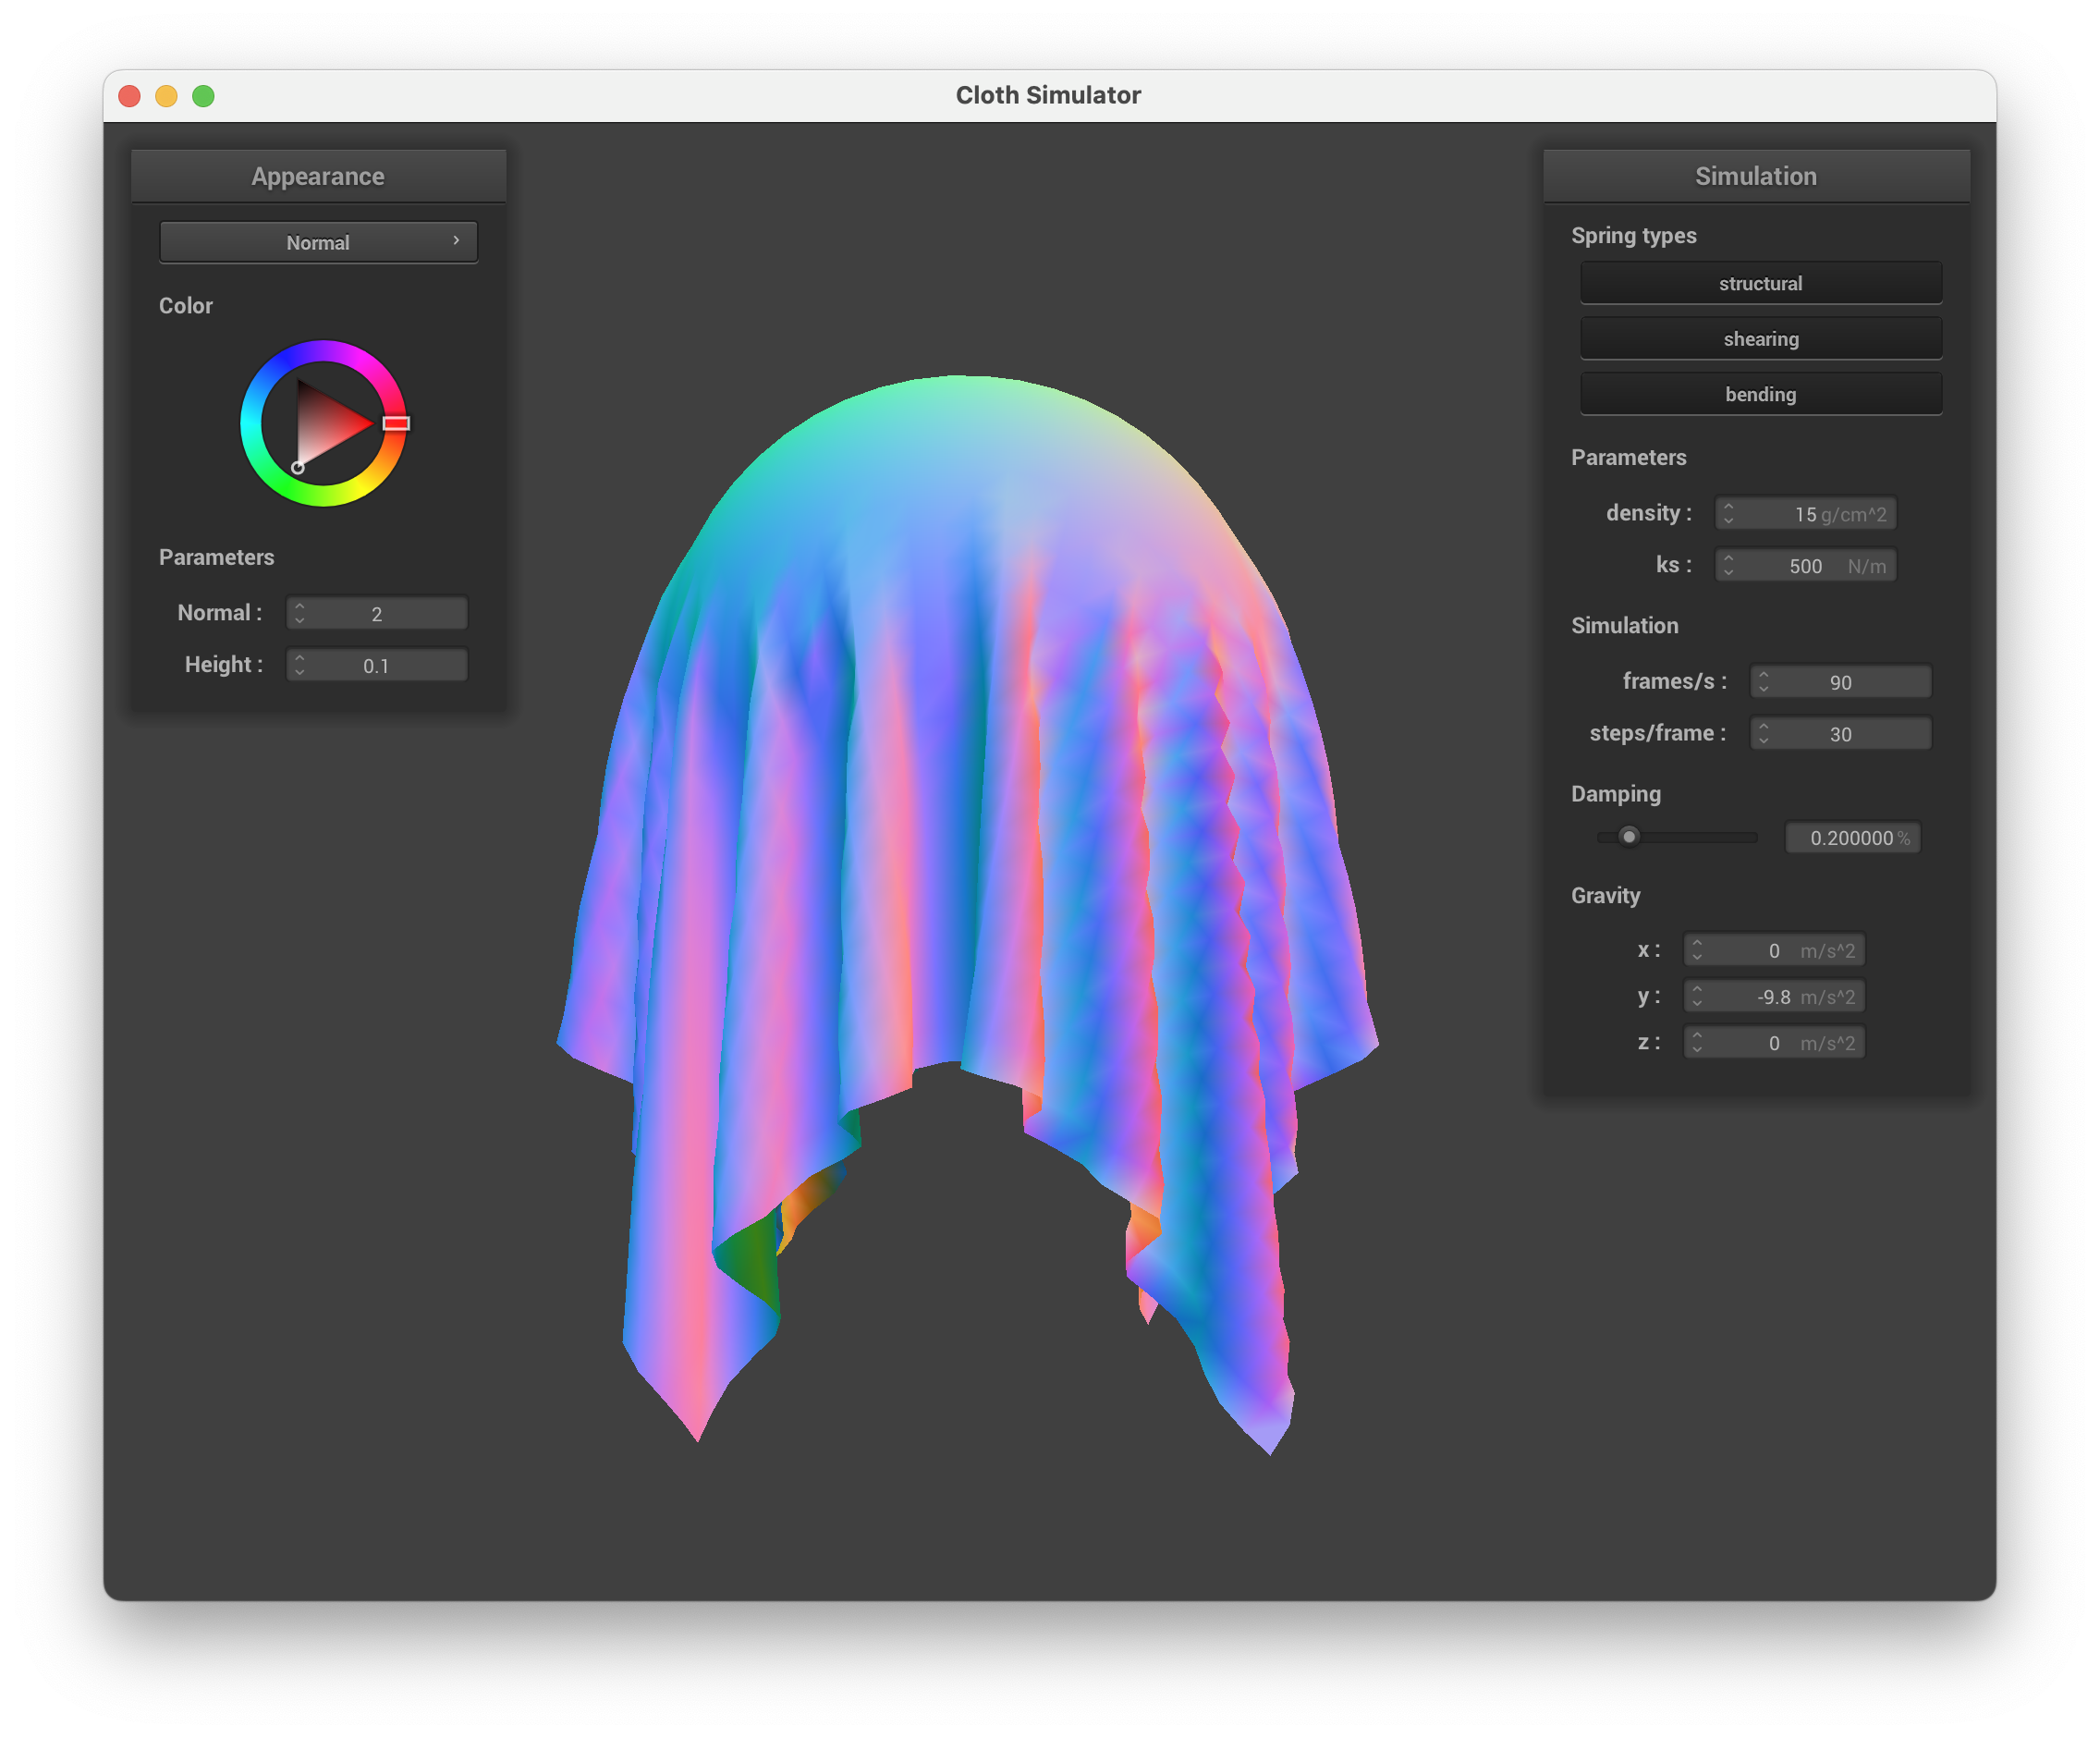 Cloth Simulator
Appearance
Normal
Color
Parameters
Normal : 2
Height : 0.1
Simulation
Spring types
structural
shearing
bending
Parameters
density : 15 g/cm^2
ks : 500 N/m
Simulation
frames/s : 90
steps/frame : 30
Damping
0.200000 %
Gravity
x : 0 m/s^2
y : -9.8 m/s^2
z : 0 m/s^2